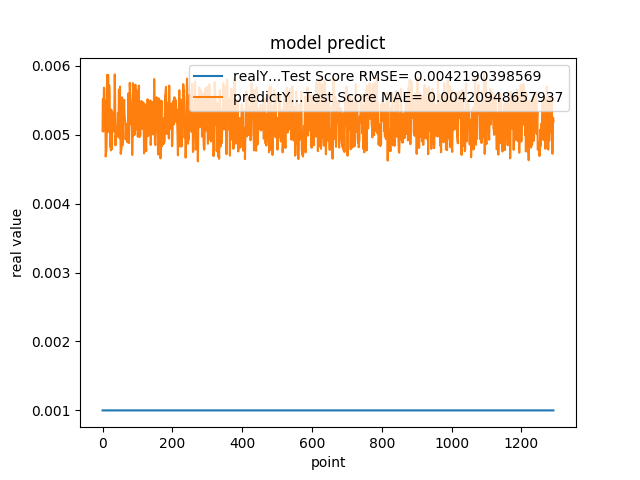 model predict
realY...Test Score RMSE= 0.0042190398569
predictY...Test Score MAE= 0.00420948657937
0.006
0.005
0.004
0.003
0.002
0.001
real value
0 200 400 600 800 1000 1200
point